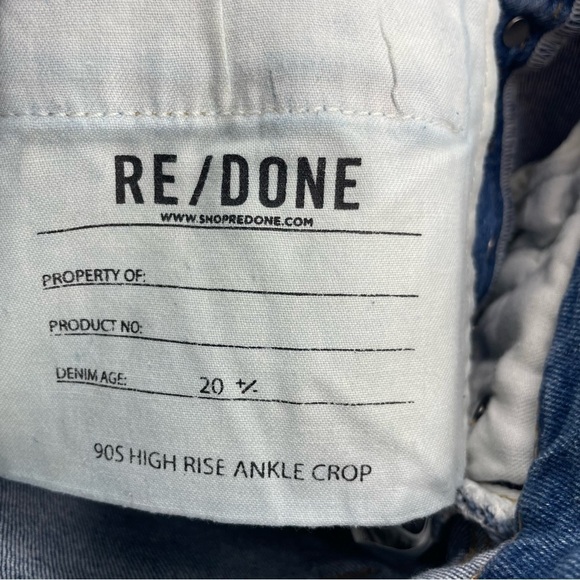 RE/DONE
WWW.SHOPREDONE.COM
PROPERTY OF:
PRODUCT NO:
DENIM AGE: 20 +/-
90S HIGH RISE ANKLE CROP